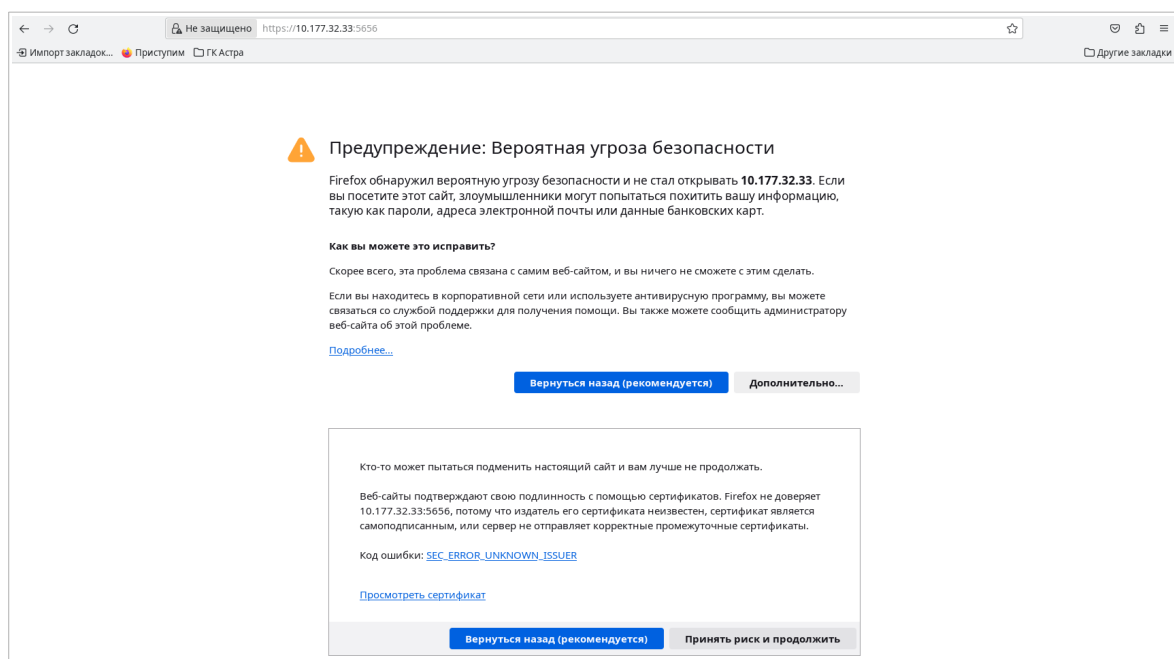 Не защищено https://10.177.32.33:5656
Импорт закладок... Приступим ГК Астра Другие закладки
Предупреждение: Вероятная угроза безопасности
Firefox обнаружил вероятную угрозу безопасности и не стал открывать 10.177.32.33. Если
вы посетите этот сайт, злоумышленники могут попытаться похитить вашу информацию,
такую как пароли, адреса электронной почты или данные банковских карт.
Как вы можете это исправить?
Скорее всего, эта проблема связана с самим веб-сайтом, и вы ничего не сможете с этим сделать.
Если вы находитесь в корпоративной сети или используете антивирусную программу, вы можете
связаться со службой поддержки для получения помощи. Вы также можете сообщить администратору
веб-сайта об этой проблеме.
Подробнее...
Вернуться назад (рекомендуется) Дополнительно...
Кто-то может пытаться подменить настоящий сайт и вам лучше не продолжать.
Веб-сайты подтверждают свою подлинность с помощью сертификатов. Firefox не доверяет
10.177.32.33:5656, потому что издатель его сертификата неизвестен, сертификат является
самоподписанным, или сервер не отправляет корректные промежуточные сертификаты.
Код ошибки: SEC_ERROR_UNKNOWN_ISSUER
Просмотреть сертификат
Вернуться назад (рекомендуется) Принять риск и продолжить